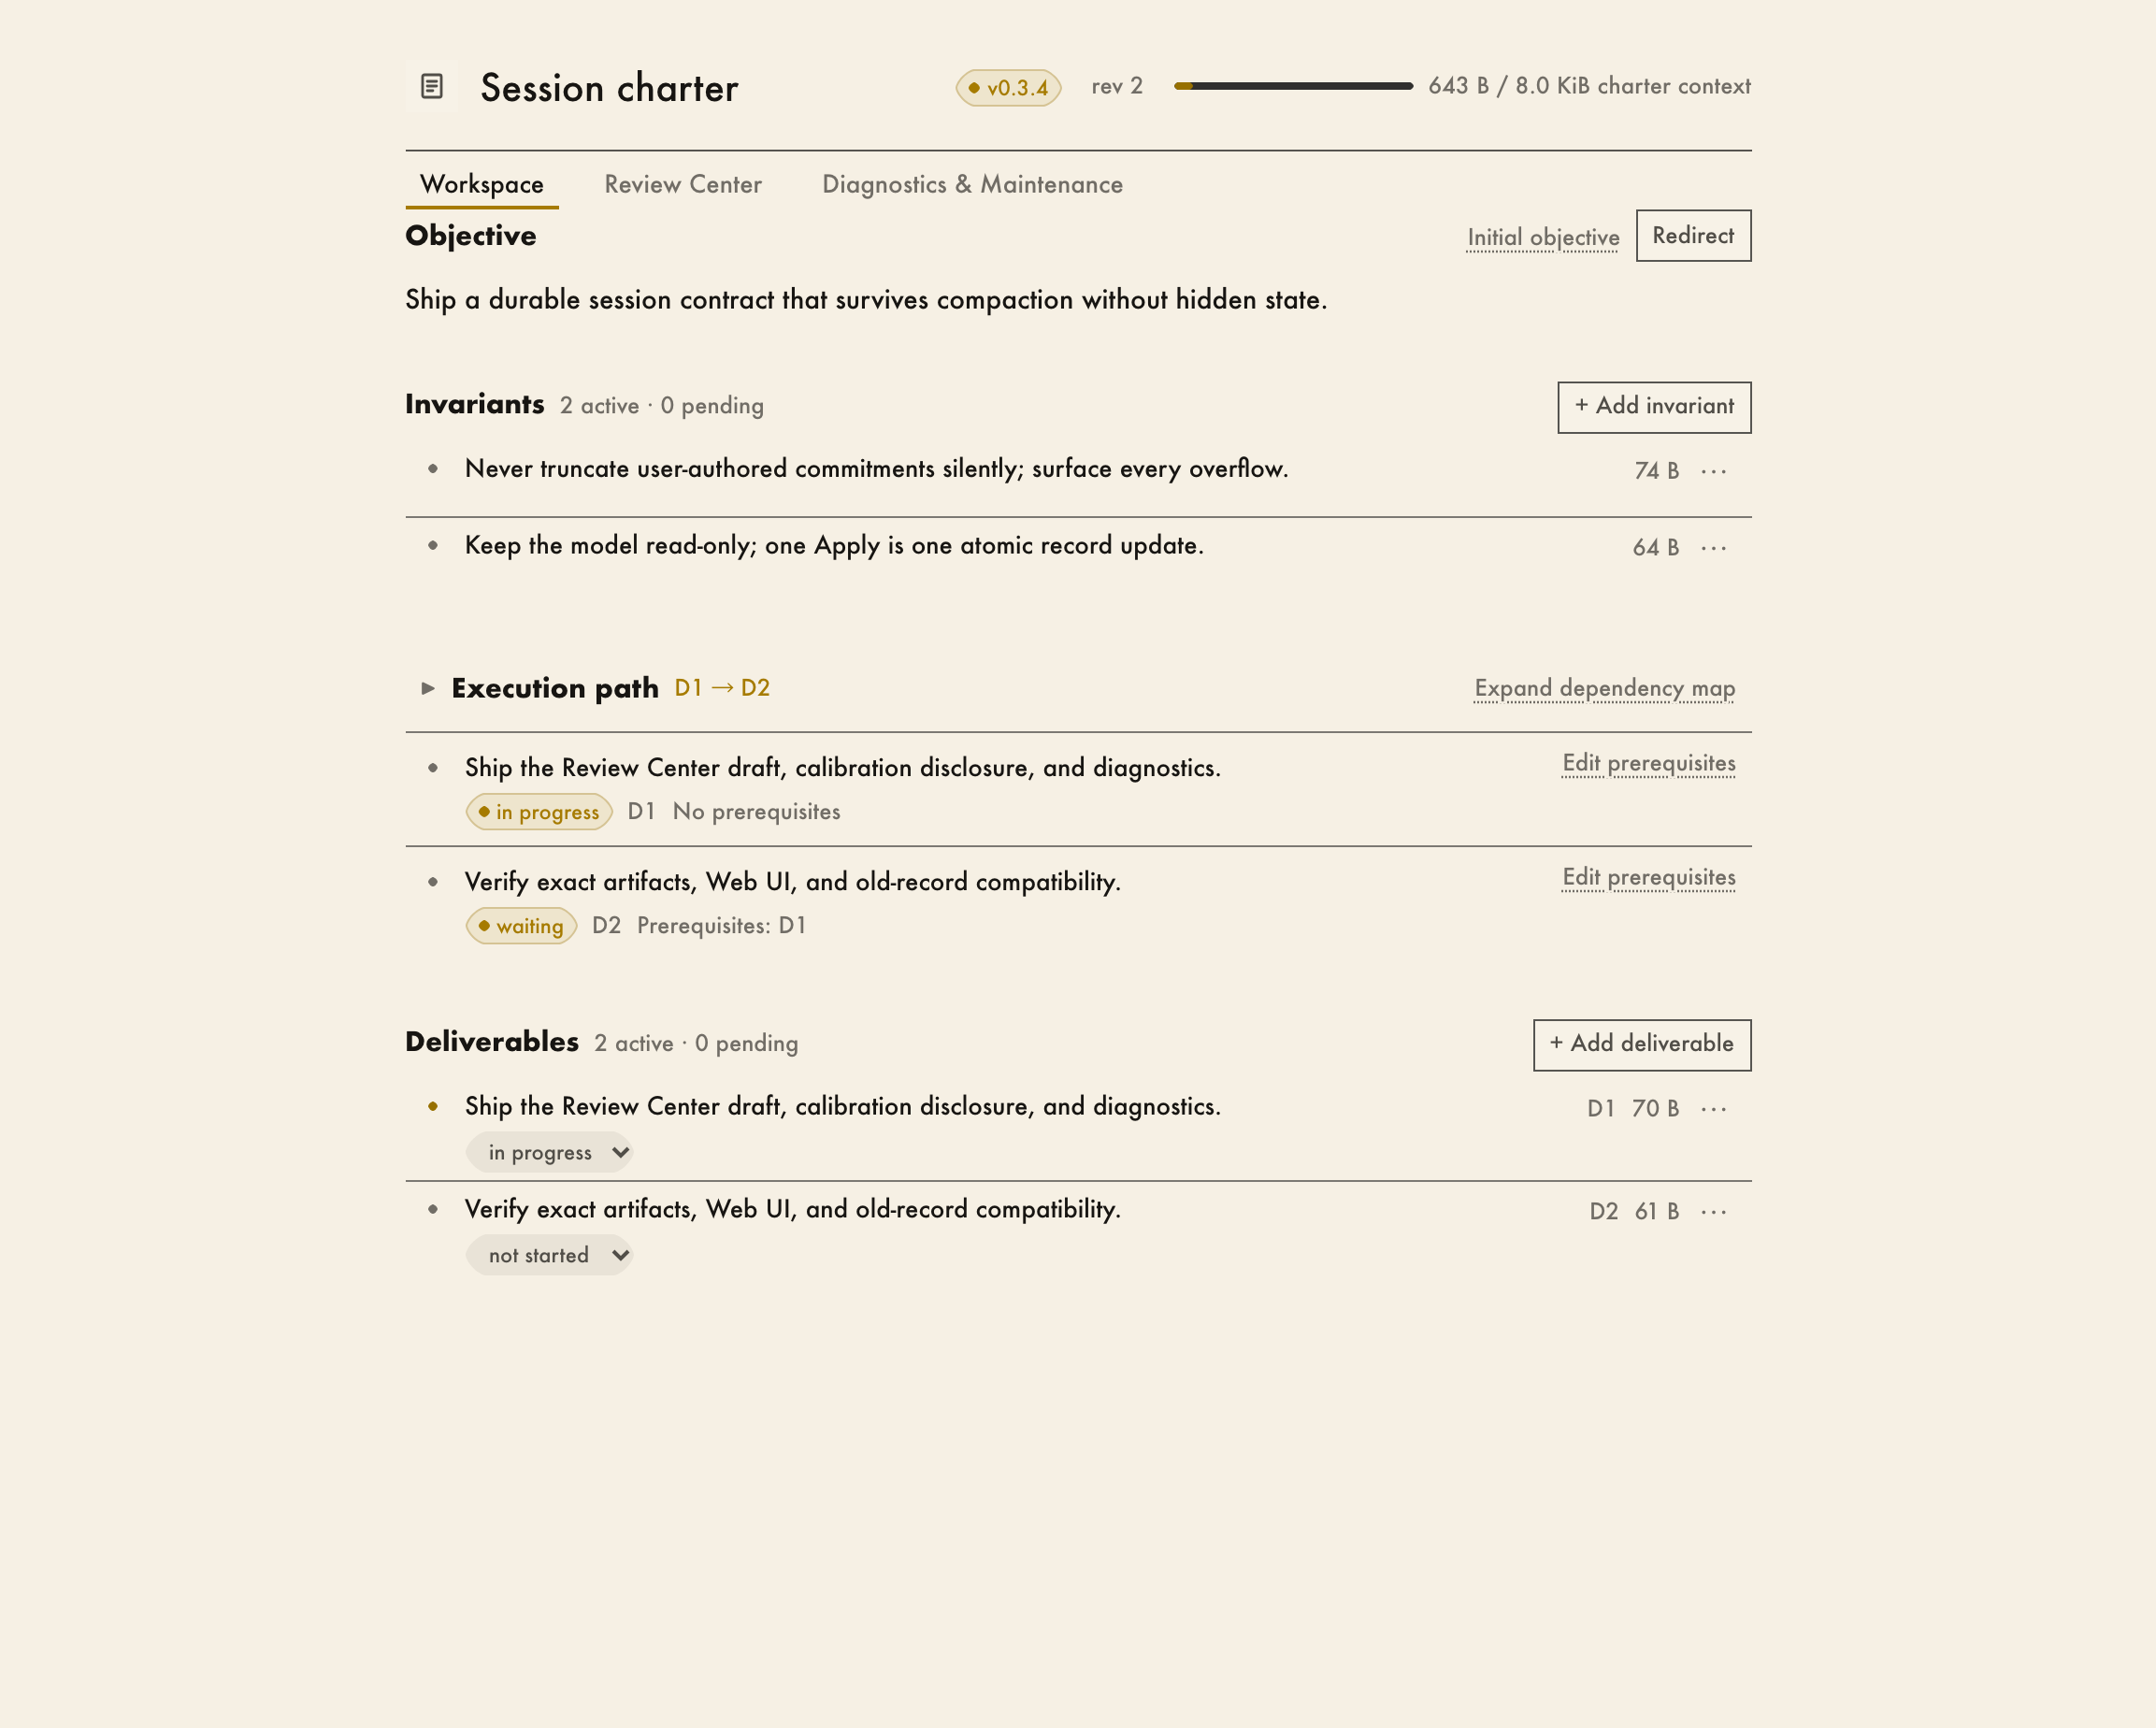 Session charter
v0.3.4 rev 2 643 B / 8.0 KiB charter context
Workspace Review Center Diagnostics & Maintenance
Objective Initial objective Redirect
Ship a durable session contract that survives compaction without hidden state.
Invariants 2 active · 0 pending + Add invariant
Never truncate user-authored commitments silently; surface every overflow. 74 B ···
Keep the model read-only; one Apply is one atomic record update. 64 B ···
Execution path D1 → D2 Expand dependency map
Ship the Review Center draft, calibration disclosure, and diagnostics. Edit prerequisites
in progress D1 No prerequisites
Verify exact artifacts, Web UI, and old-record compatibility. Edit prerequisites
waiting D2 Prerequisites: D1
Deliverables 2 active · 0 pending + Add deliverable
Ship the Review Center draft, calibration disclosure, and diagnostics. D1 70 B ···
in progress
Verify exact artifacts, Web UI, and old-record compatibility. D2 61 B ···
not started